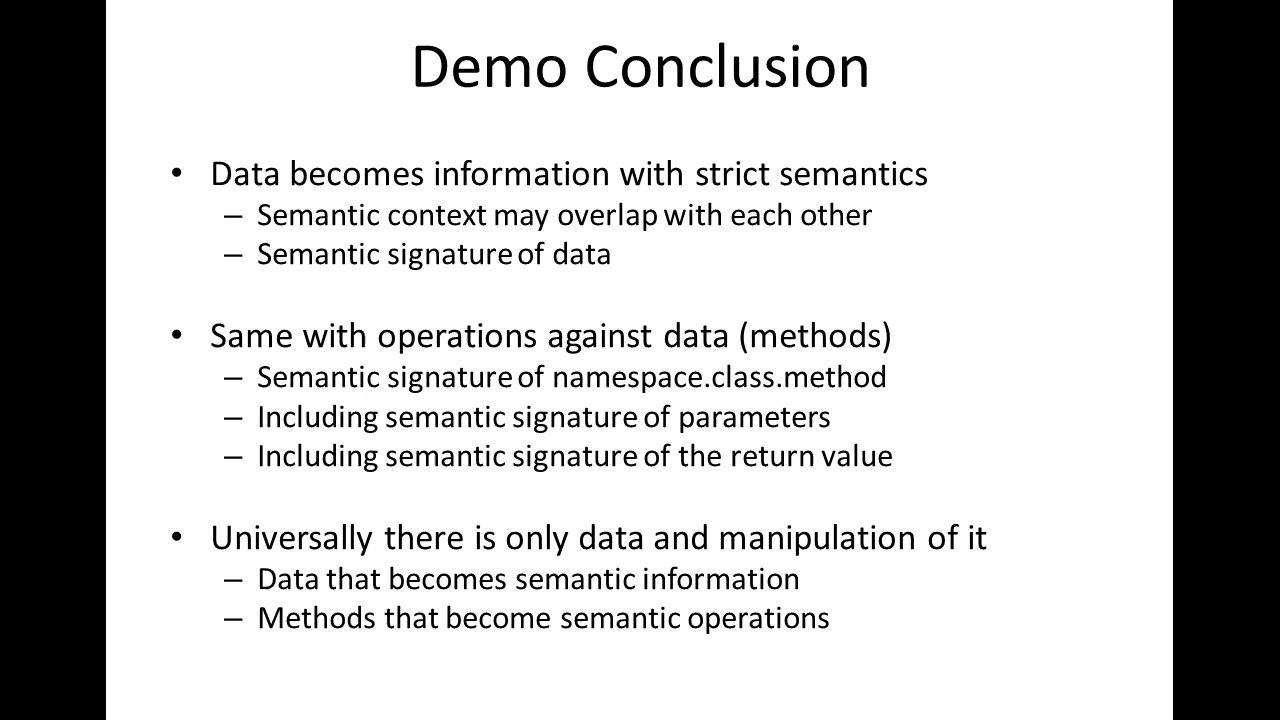 Demo Conclusion
• Data becomes information with strict semantics
– Semantic context may overlap with each other
– Semantic signature of data
• Same with operations against data (methods)
– Semantic signature of namespace.class.method
– Including semantic signature of parameters
– Including semantic signature of the return value
• Universally there is only data and manipulation of it
– Data that becomes semantic information
– Methods that become semantic operations